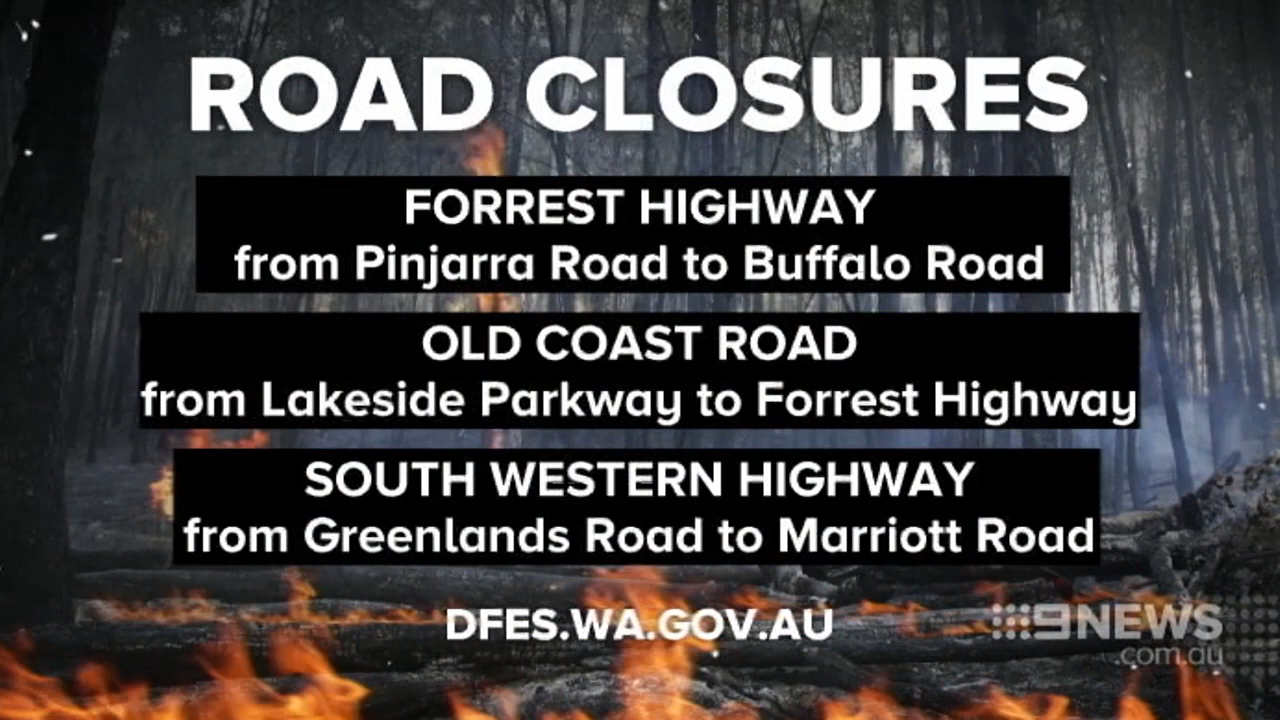 ROAD CLOSURES
FORREST HIGHWAY
from Pinjarra Road to Buffalo Road
OLD COAST ROAD
from Lakeside Parkway to Forrest Highway
SOUTH WESTERN HIGHWAY
from Greenlands Road to Marriott Road
DFES.WA.GOV.AU
9NEWS
.com.au